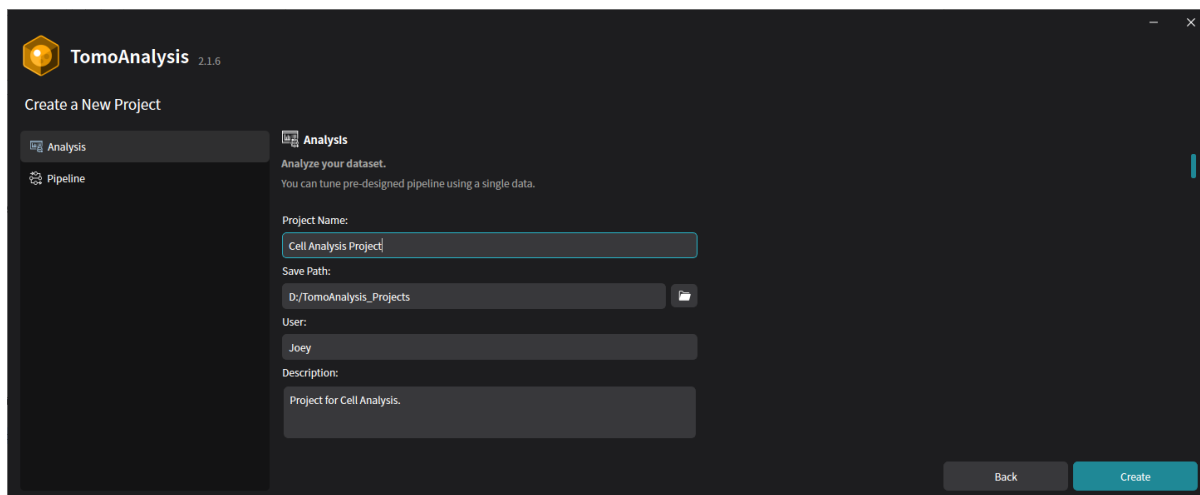 TomoAnalysis 2.1.6
Create a New Project
Analysis
Pipeline
Analysis
Analyze your dataset.
You can tune pre-designed pipeline using a single data.
Project Name:
Cell Analysis Project
Save Path:
D:/TomoAnalysis_Projects
User:
Joey
Description:
Project for Cell Analysis.
Back
Create